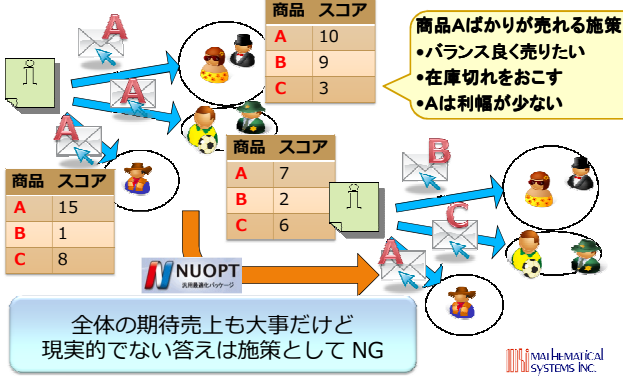 商品 スコア
A 10
B 9
C 3
商品Aばかりが売れる施策
•バランス良く売りたい
•在庫切れをおこす
•Aは利幅が少ない
A
A
A
商品 スコア
A 15
B 1
C 8
商品 スコア
A 7
B 2
C 6
B
C
A
NUOPT
汎用最適化パッケージ
全体の期待売上も大事だけど
現実的でない答えは施策として NG
MATHEMATICAL
SYSTEMS INC.